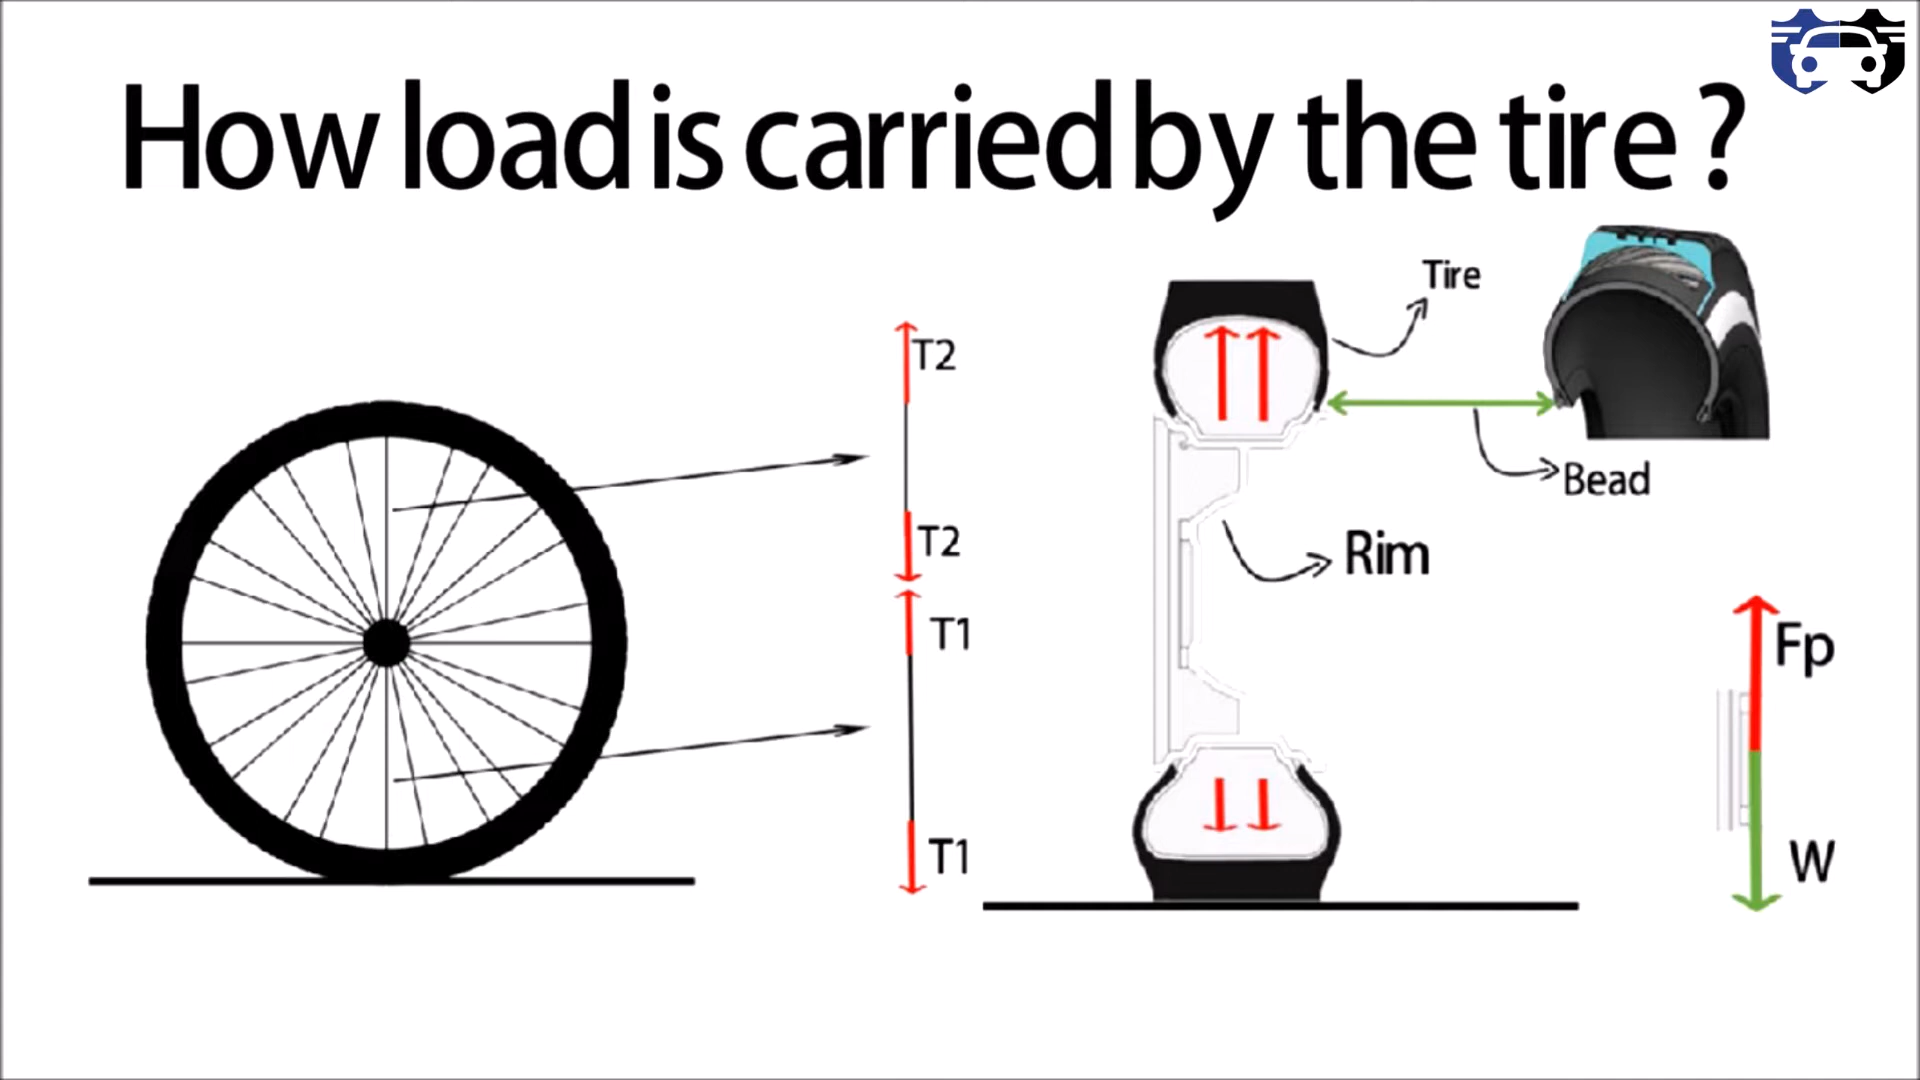 How load is carried by the tire ?
Tire
T2
Bead
T2
Rim
T1
Fp
T1
W